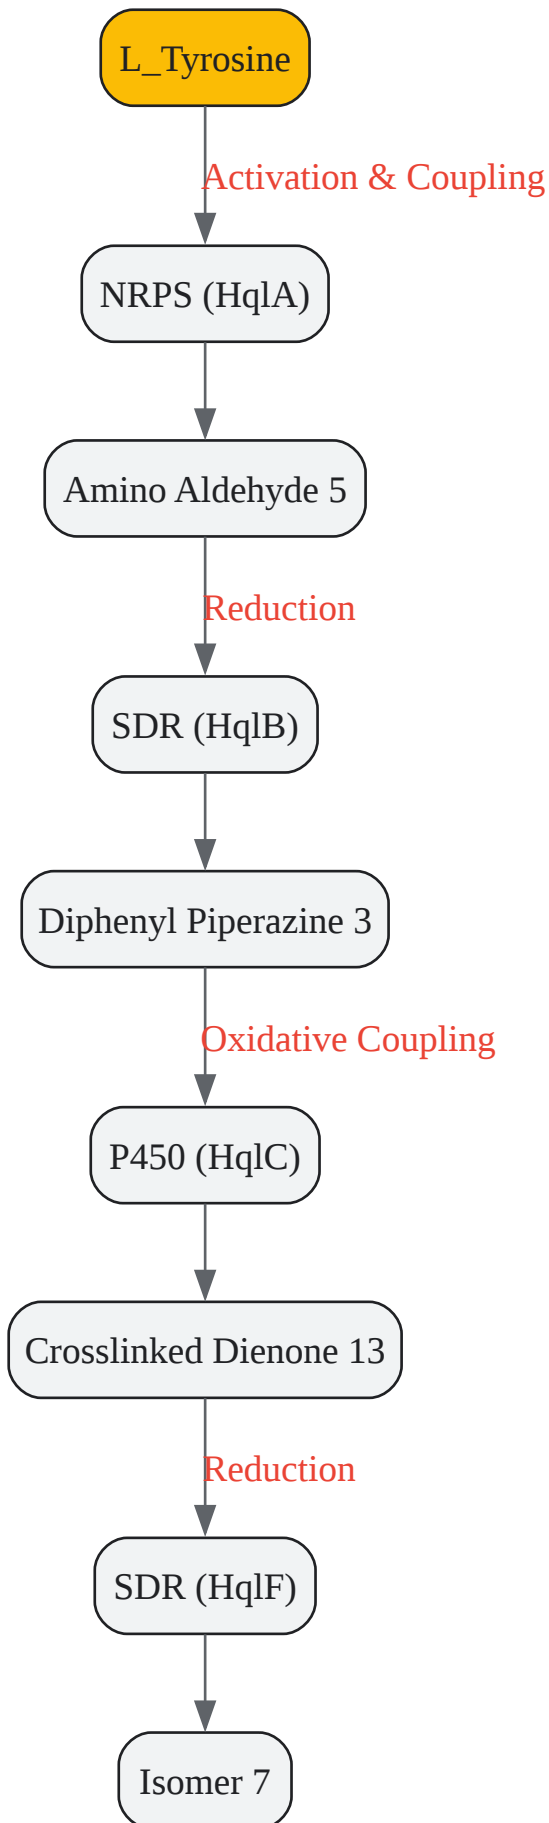 L_Tyrosine
Activation & Coupling
NRPS (HqlA)
Amino Aldehyde 5
Reduction
SDR (HqlB)
Diphenyl Piperazine 3
Oxidative Coupling
P450 (HqlC)
Crosslinked Dienone 13
Reduction
SDR (HqlF)
Isomer 7